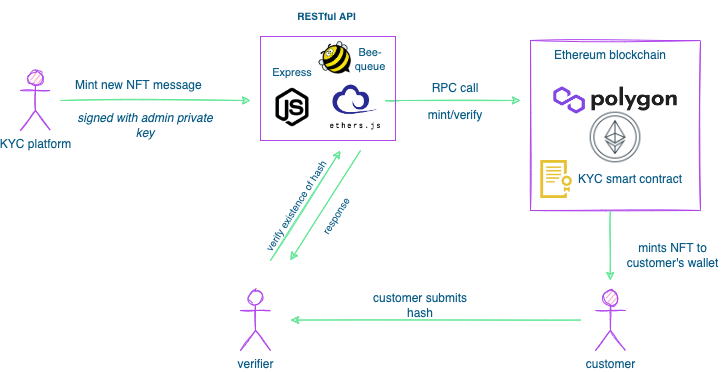 RESTful API
Bee-
queue
Express
JS
ethers.js
Ethereum blockchain
polygon
KYC smart contract
Mint new NFT message
signed with admin private
key
KYC platform
RPC call
mint/verify
verify existence of hash
response
mints NFT to
customer's wallet
customer submits
hash
verifier
customer